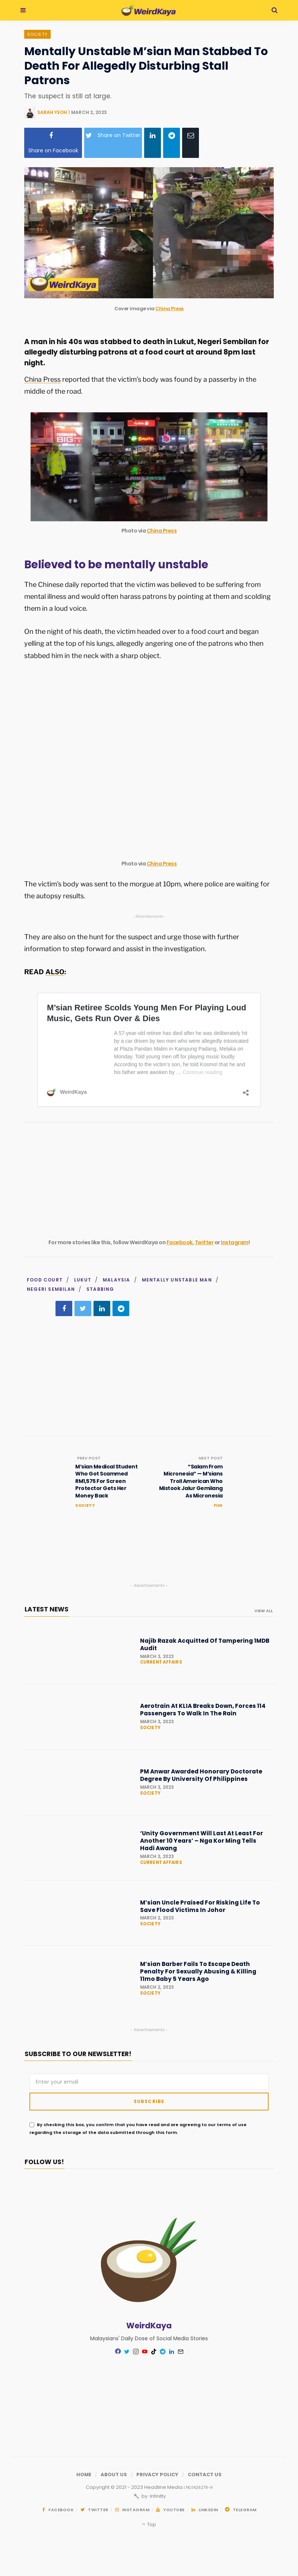 WeirdKaya
SOCIETY
Mentally Unstable M’sian Man Stabbed To
Death For Allegedly Disturbing Stall
Patrons
The suspect is still at large.
SARAH YEOH | MARCH 2, 2023
Share on Facebook
Share on Twitter
WeirdKaya
Cover image via China Press
A man in his 40s was stabbed to death in Lukut, Negeri Sembilan for
allegedly disturbing patrons at a food court at around 8pm last
night.
China Press reported that the victim’s body was found by a passerby in the
middle of the road.
Photo via China Press
Believed to be mentally unstable
The Chinese daily reported that the victim was believed to be suffering from
mental illness and would often harass patrons by pointing at them and scolding
them in a loud voice.
On the night of his death, the victim headed over to a food court and began
yelling at the top of his lungs, allegedly angering one of the patrons who then
stabbed him in the neck with a sharp object.
Photo via China Press
The victim’s body was sent to the morgue at 10pm, where police are waiting for
the autopsy results.
- Advertisements -
They are also on the hunt for the suspect and urge those with further
information to step forward and assist in the investigation.
READ ALSO:
M’sian Retiree Scolds Young Men For Playing Loud
Music, Gets Run Over & Dies
A 57-year-old retiree has died after he was deliberately hit
by a car driven by two men who were allegedly intoxicated
at Plaza Pandan Malim in Kampung Padang, Melaka on
Monday. Told young men off for playing music loudly
According to the victim’s son, he told Kosmo! that he and
his father were awoken by … Continue reading
WeirdKaya
For more stories like this, follow WeirdKaya on Facebook, Twitter or Instagram!
FOOD COURT / LUKUT / MALAYSIA / MENTALLY UNSTABLE MAN /
NEGERI SEMBILAN / STABBING
PREV POST
M’sian Medical Student
Who Got Scammed
RM1,575 For Screen
Protector Gets Her
Money Back
SOCIETY
NEXT POST
“Salam From
Micronesia” — M’sians
Troll American Who
Mistook Jalur Gemilang
As Micronesia
FUN
- Advertisements -
LATEST NEWS
VIEW ALL
Najib Razak Acquitted Of Tampering 1MDB
Audit
MARCH 3, 2023
CURRENT AFFAIRS
Aerotrain At KLIA Breaks Down, Forces 114
Passengers To Walk In The Rain
MARCH 3, 2023
SOCIETY
PM Anwar Awarded Honorary Doctorate
Degree By University Of Philippines
MARCH 3, 2023
SOCIETY
‘Unity Government Will Last At Least For
Another 10 Years’ – Nga Kor Ming Tells
Hadi Awang
MARCH 2, 2023
CURRENT AFFAIRS
M’sian Uncle Praised For Risking Life To
Save Flood Victims In Johor
MARCH 2, 2023
SOCIETY
M’sian Barber Fails To Escape Death
Penalty For Sexually Abusing & Killing
11mo Baby 5 Years Ago
MARCH 2, 2023
SOCIETY
- Advertisements -
SUBSCRIBE TO OUR NEWSLETTER!
Enter your email
SUBSCRIBE
By checking this box, you confirm that you have read and are agreeing to our terms of use
regarding the storage of the data submitted through this form.
FOLLOW US!
WeirdKaya
Malaysians' Daily Dose of Social Media Stories
HOME / ABOUT US / PRIVACY POLICY / CONTACT US
Copyright © 2021 - 2023 Headline Media
by Infinity
FACEBOOK TWITTER INSTAGRAM YOUTUBE LINKEDIN TELEGRAM
Top